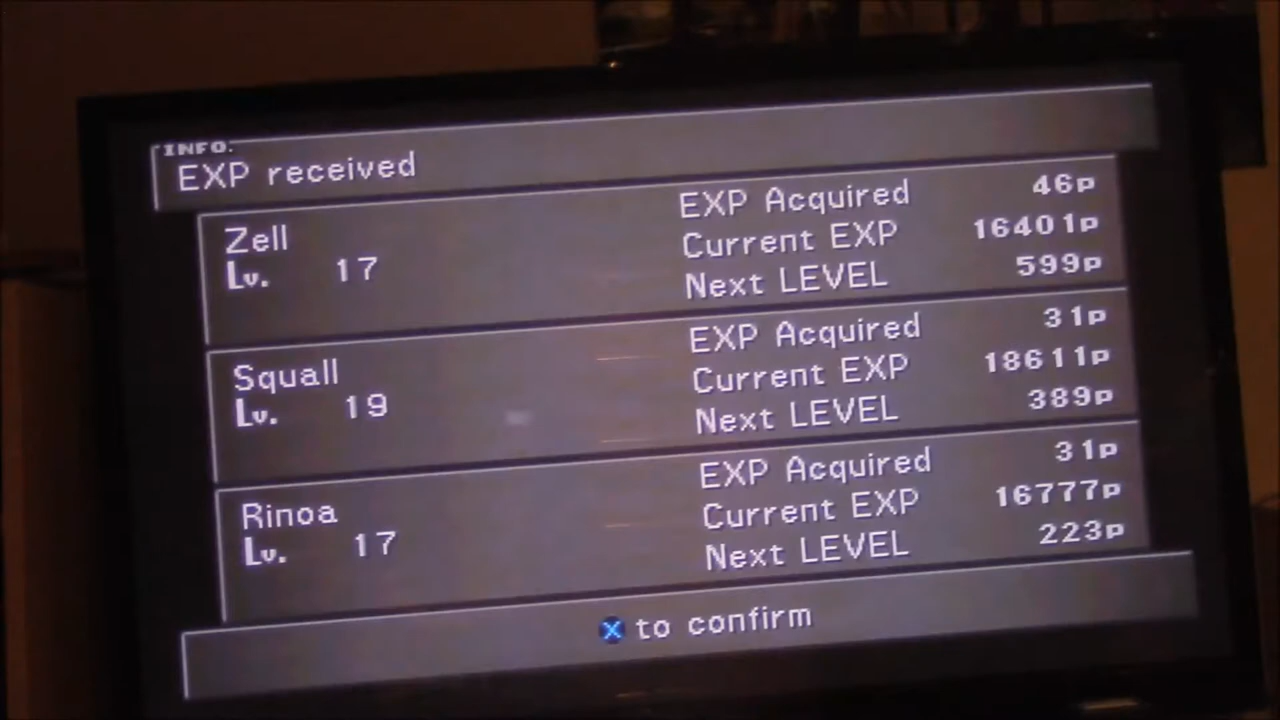 INFO.
EXP received
Zell
Lv. 17
EXP Acquired 46p
Current EXP 16401p
Next LEVEL 599p
Squall
Lv. 19
EXP Acquired 31p
Current EXP 18611p
Next LEVEL 389p
Rinoa
Lv. 17
EXP Acquired 31p
Current EXP 16777p
Next LEVEL 223p
X to confirm